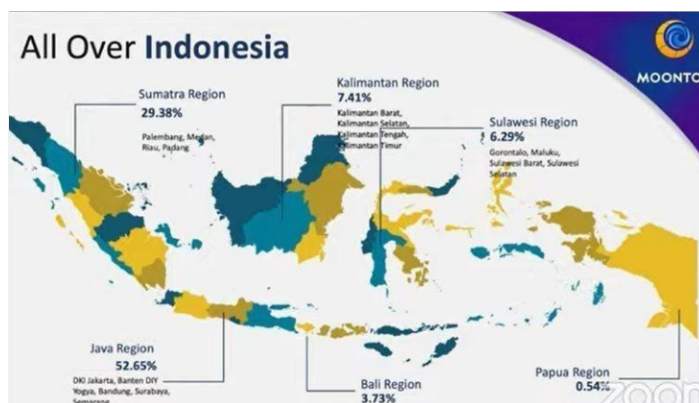 All Over Indonesia
MOONTO
Sumatra Region
29.38%
Palembang, Medan,
Riau, Padang
Kalimantan Region
7.41%
Kalimantan Barat,
Kalimantan Selatan,
Kalimantan Tengah,
Kalimantan Timur
Sulawesi Region
6.29%
Gorontalo, Maluku,
Sulawesi Barat, Sulawesi
Selatan
Java Region
52.65%
DKI Jakarta, Banten DIY
Yogya, Bandung, Surabaya,
Semarang
Bali Region
3.73%
Papua Region
0.54%
zoom